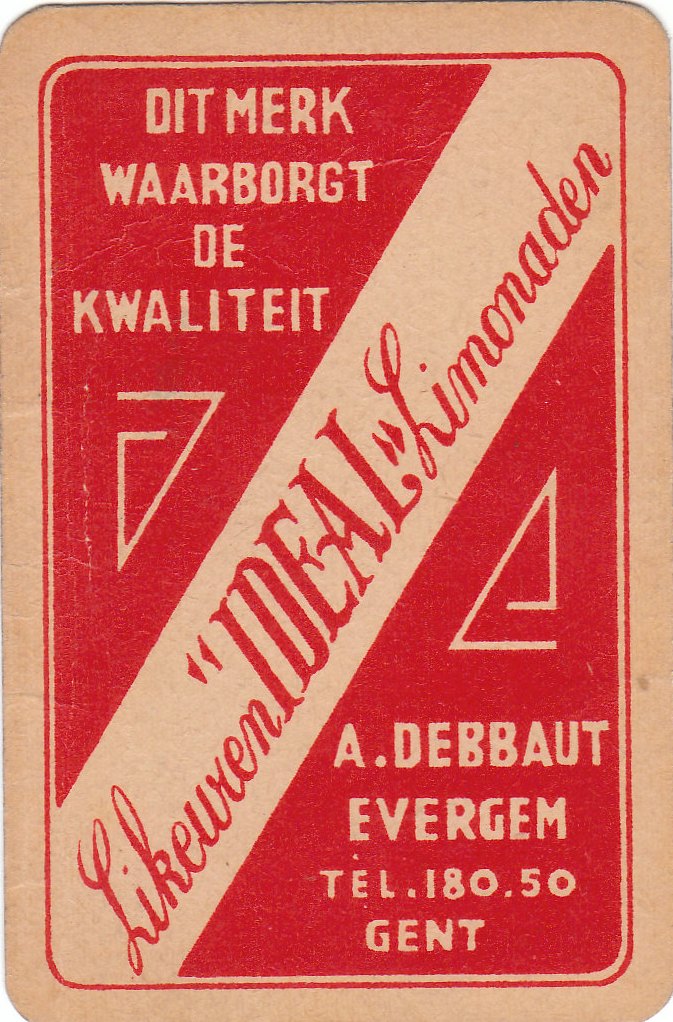 DIT MERK
WAARBORGT
DE
KWALITEIT
Likeuren "IDEAL" Limonaden
A. DEBBAUT
EVERGEM
TEL. 180.50
GENT